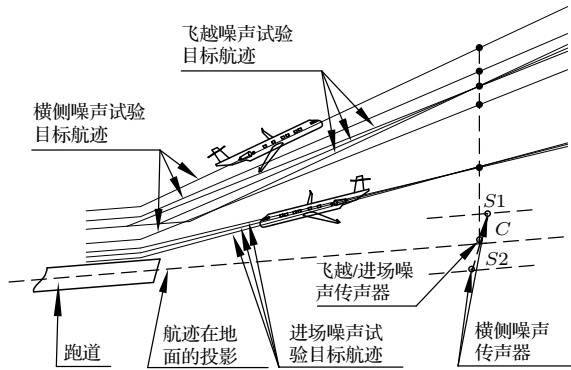 飞越噪声试验
目标航迹
横侧噪声试验
目标航迹
S1
C
S2
飞越/进场噪
声传声器
跑道
航迹在地
面的投影
进场噪声试
验目标航迹
横侧噪声
传声器